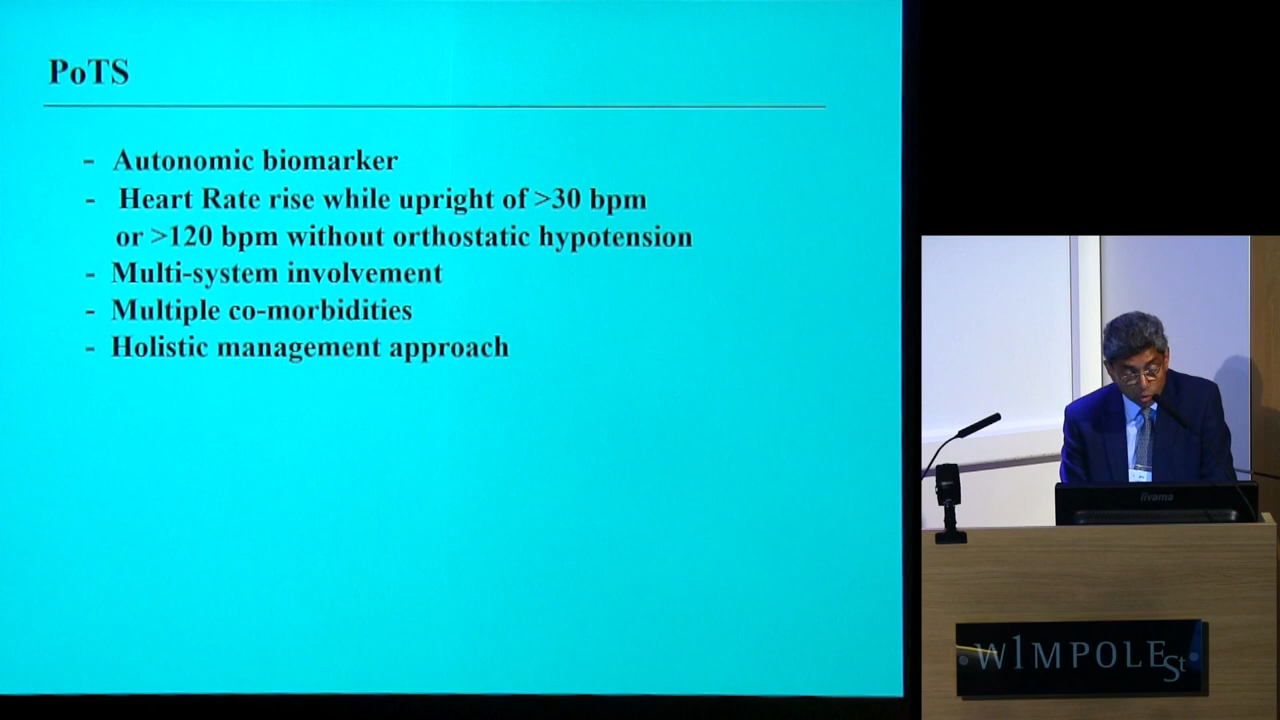 PoTS
- Autonomic biomarker
- Heart Rate rise while upright of >30 bpm
or >120 bpm without orthostatic hypotension
- Multi-system involvement
- Multiple co-morbidities
- Holistic management approach
iiyama
W1MPOLE St